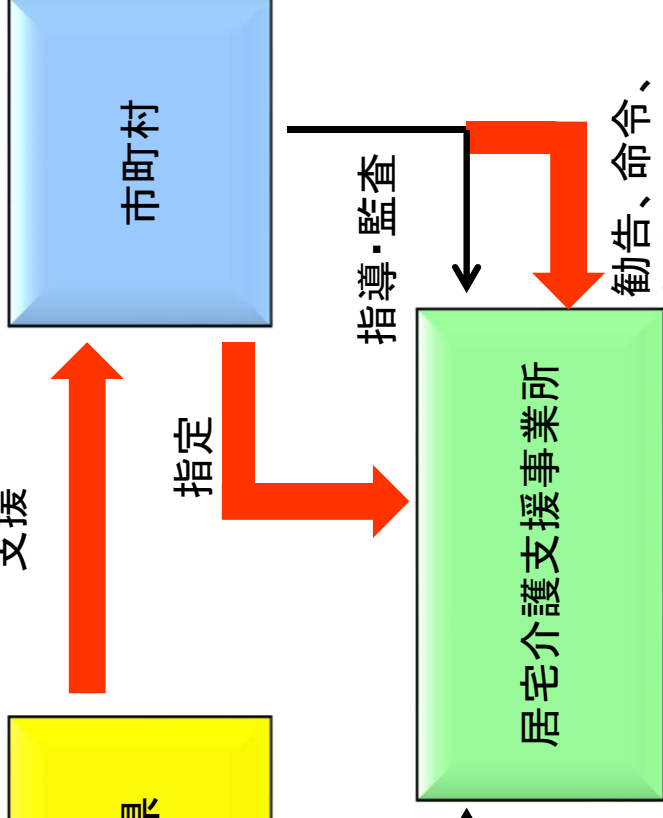 支援
県
市町村
指定
指導・監査
勧告、命令、
居宅介護支援事業所